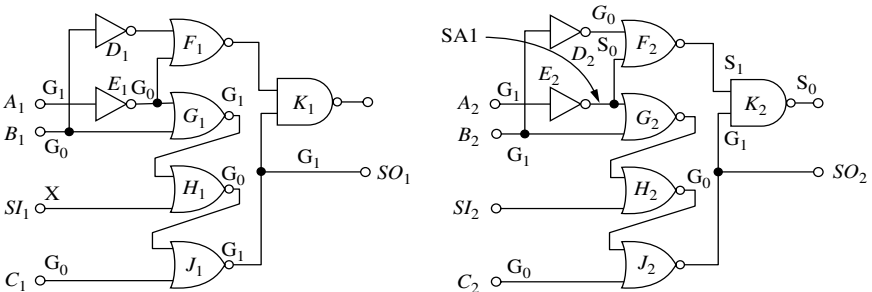 D₁
F₁
A₁ G₁ E₁ G₀ G₁ G₁
B₁ G₀
K₁
G₁ SO₁
SI₁ X H₁ G₀
C₁ G₀ J₁ G₁
SA1 G₀ F₂
S₀
D₂
E₂ S₁
A₂ G₁ G₂ K₂ S₀
B₂ G₁ G₁
SI₂ H₂ G₀ SO₂
C₂ G₀ J₂